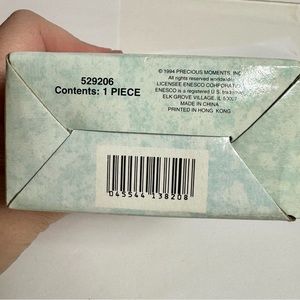 529206
Contents: 1 PIECE
© 1994 PRECIOUS MOMENTS, INC.
All rights reserved worldwide
LICENSEE ENESCO CORPORATION
ENESCO is a registered U.S. trademark
ELK GROVE VILLAGE, IL 60007
MADE IN CHINA
PRINTED IN HONG KONG
045544 138208